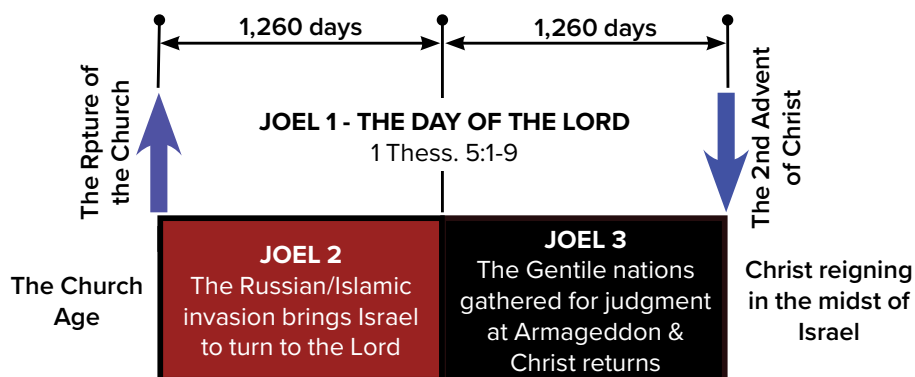 1,260 days
1,260 days
The Rpture of
the Church
JOEL 1 - THE DAY OF THE LORD
1 Thess. 5:1-9
The 2nd Advent
of Christ
The Church
Age
JOEL 2
The Russian/Islamic
invasion brings Israel
to turn to the Lord
JOEL 3
The Gentile nations
gathered for judgment
at Armageddon &
Christ returns
Christ reigning
in the midst of
Israel